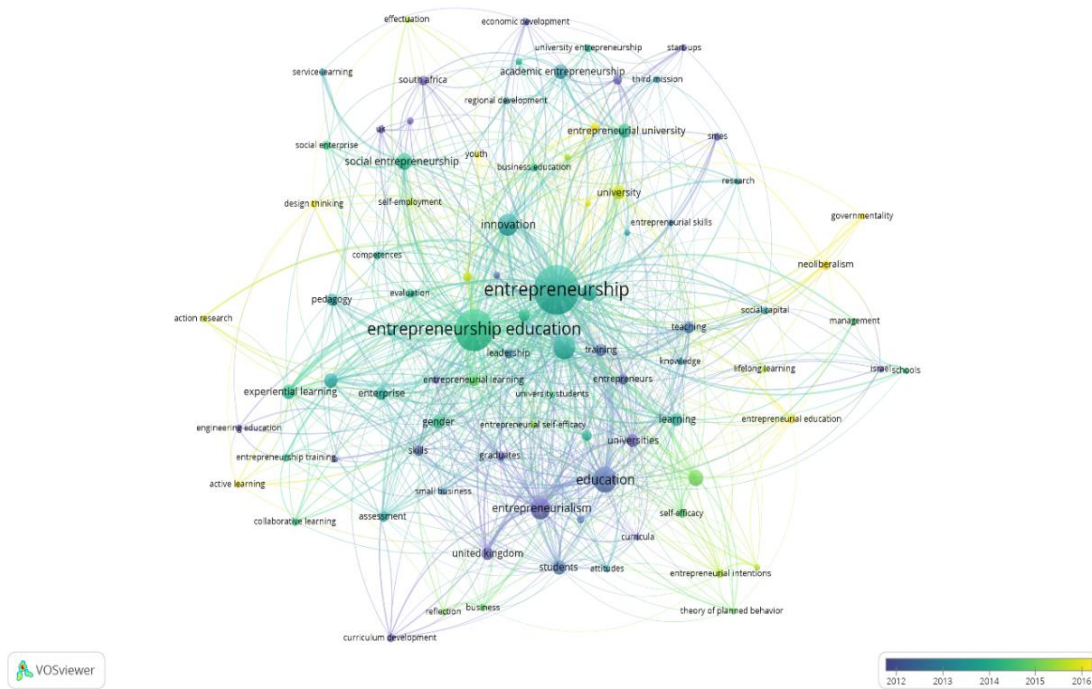 effectuation
economic development
university entrepreneurship
start-ups
service-learning
south africa
academic entrepreneurship
third mission
regional development
uk
entrepreneurial university
smes
social enterprise
social entrepreneurship
youth
business education
research
design thinking
self-employment
university
innovation
entrepreneurial skills
governmentality
competences
neoliberalism
entrepreneurship
pedagogy
evaluation
social capital
action research
entrepreneurship education
teaching
management
leadership
training
knowledge
lifelong learning
israel
schools
experiential learning
enterprise
entrepreneurial learning
entrepreneurs
university students
engineering education
gender
entrepreneurial self-efficacy
learning
entrepreneurial education
entrepreneurship training
skills
graduates
universities
active learning
small business
education
collaborative learning
assessment
entrepreneurialism
self-efficacy
curricula
united kingdom
students
attitudes
entrepreneurial intentions
reflection
business
theory of planned behavior
curriculum development
VOSviewer
2012 2013 2014 2015 2016